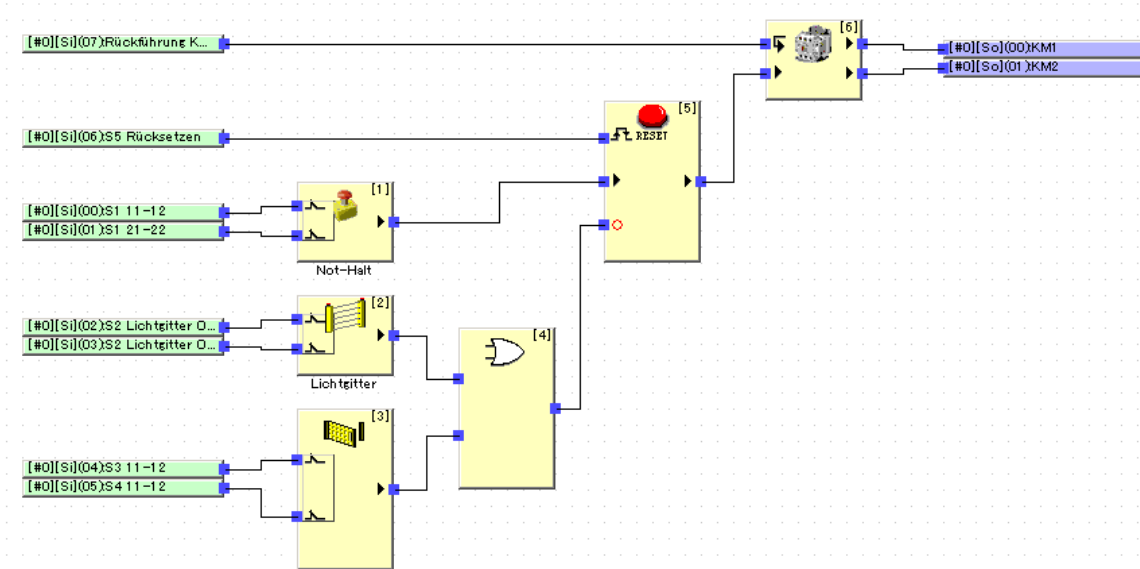 [6]
[#0][Si](07):Rückführung K...
[#0][So](00):KM1
[#0][So](01):KM2
[5]
[#0][Si](06):S5 Rücksetzen
RESET
[1]
[#0][Si](00):S1 11-12
[#0][Si](01):S1 21-22
Not-Halt
[2]
[#0][Si](02):S2 Lichtgitter O...
[#0][Si](03):S2 Lichtgitter O...
[4]
Lichtgitter
[3]
[#0][Si](04):S3 11-12
[#0][Si](05):S4 11-12